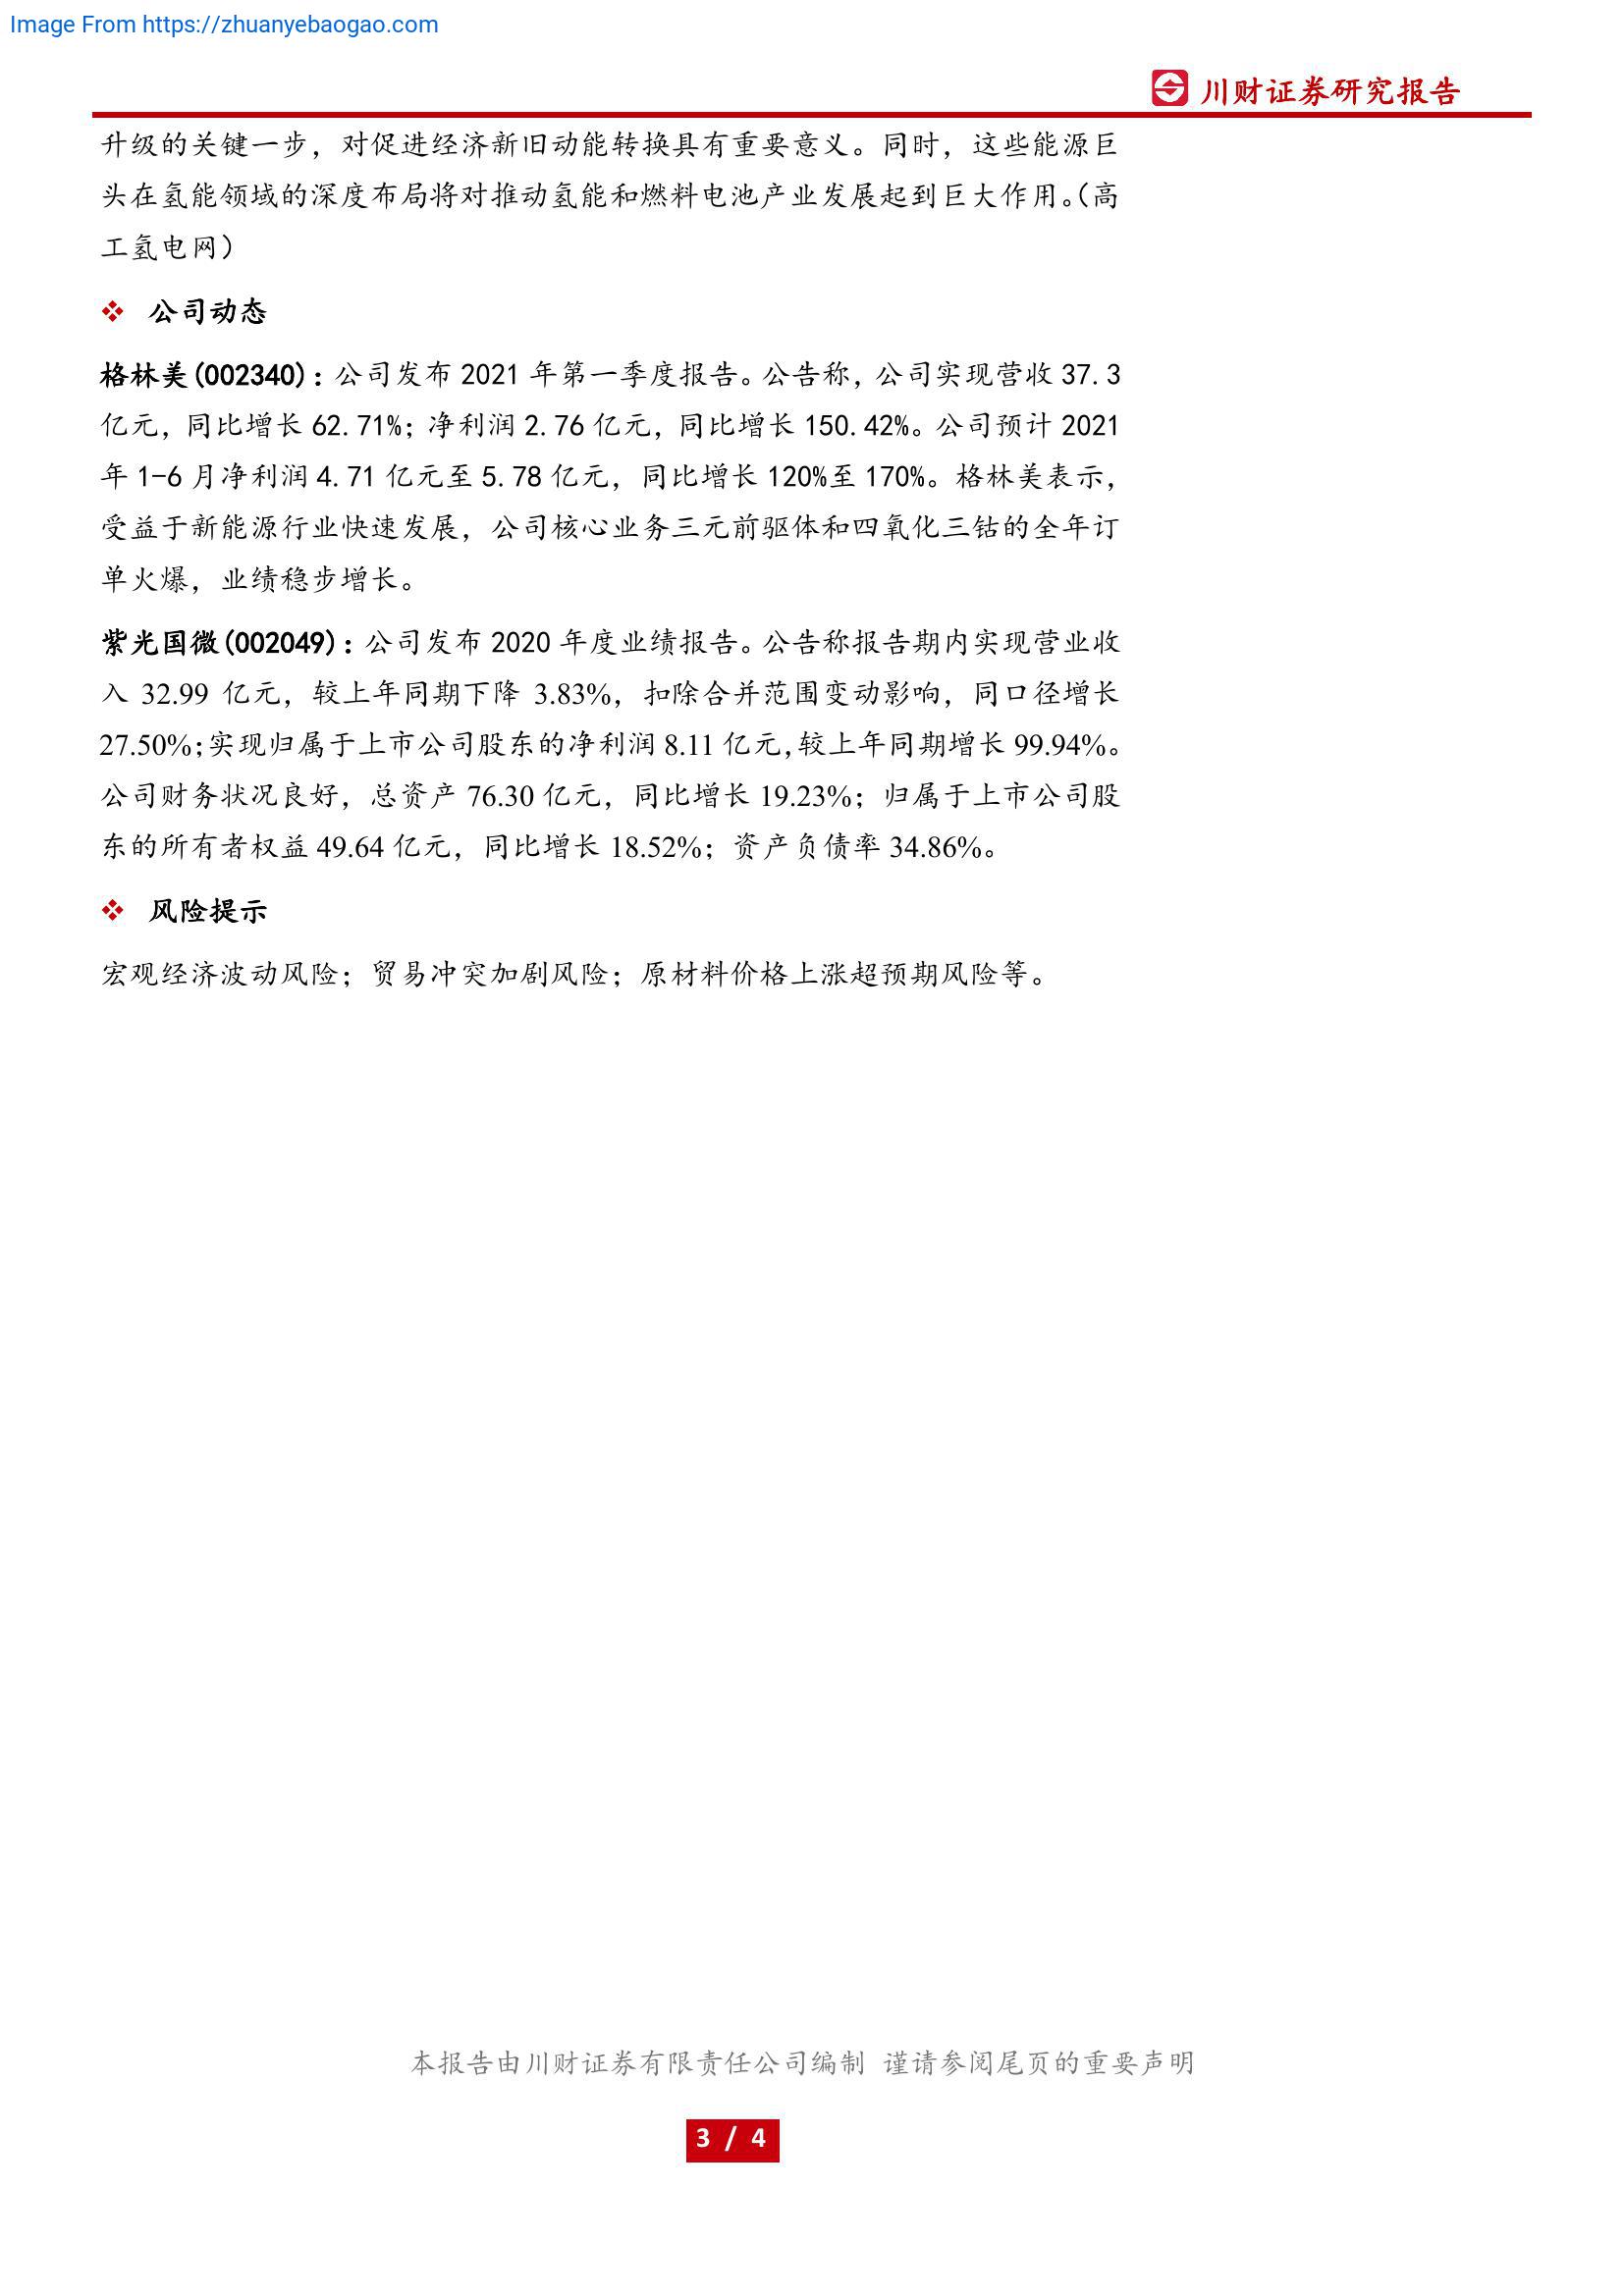 Image From https://zhuanyebaogao.com
川财证券研究报告
升级的关键一步，对促进经济新旧动能转换具有重要意义。同时，这些能源巨
头在氢能领域的深度布局将对推动氢能和燃料电池产业发展起到巨大作用。（高
工氢电网）
❖ 公司动态
格林美(002340)：公司发布 2021 年第一季度报告。公告称，公司实现营收 37.3
亿元，同比增长 62.71%；净利润 2.76 亿元，同比增长 150.42%。公司预计 2021
年 1-6 月净利润 4.71 亿元至 5.78 亿元，同比增长 120%至 170%。格林美表示，
受益于新能源行业快速发展，公司核心业务三元前驱体和四氧化三钴的全年订
单火爆，业绩稳步增长。
紫光国微(002049)：公司发布 2020 年度业绩报告。公告称报告期内实现营业收
入 32.99 亿元，较上年同期下降 3.83%，扣除合并范围变动影响，同口径增长
27.50%；实现归属于上市公司股东的净利润 8.11 亿元，较上年同期增长 99.94%。
公司财务状况良好，总资产 76.30 亿元，同比增长 19.23%；归属于上市公司股
东的所有者权益 49.64 亿元，同比增长 18.52%；资产负债率 34.86%。
❖ 风险提示
宏观经济波动风险；贸易冲突加剧风险；原材料价格上涨超预期风险等。
本报告由川财证券有限责任公司编制 谨请参阅尾页的重要声明
3 / 4